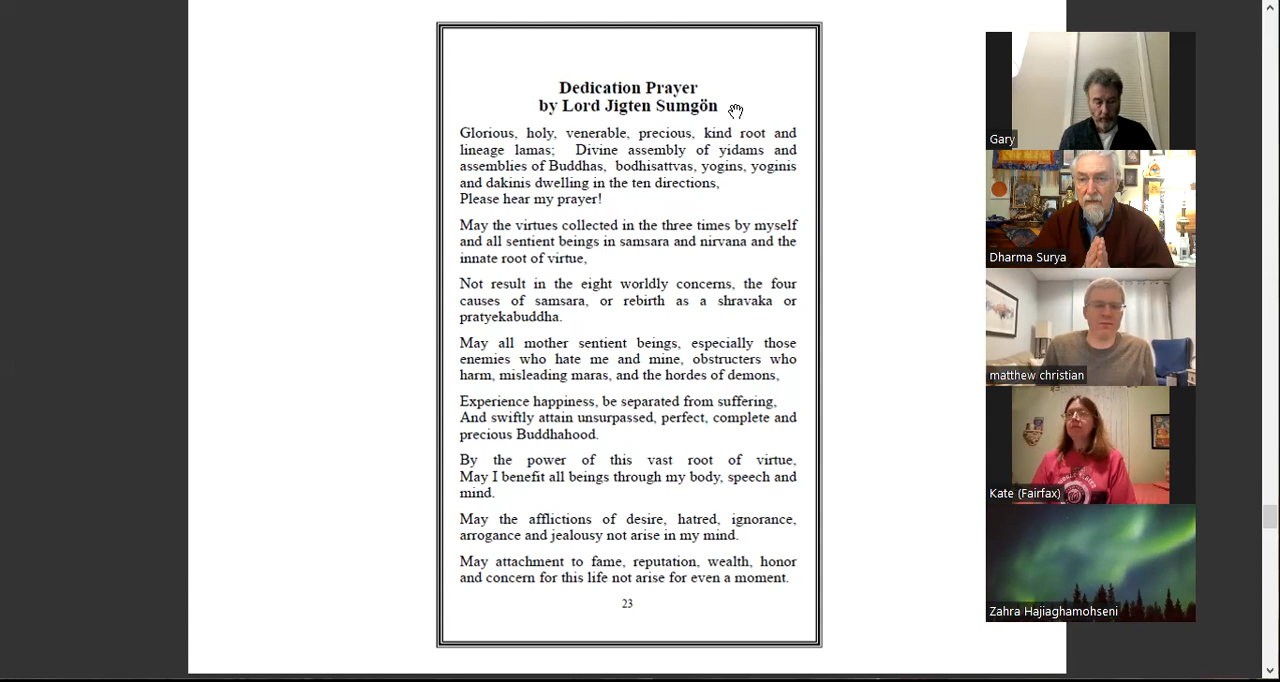 Dedication Prayer
by Lord Jigten Sumgön
Glorious, holy, venerable, precious, kind root and
lineage lamas; Divine assembly of yidams and
assemblies of Buddhas, bodhisattvas, yogins, yoginis
and dakinis dwelling in the ten directions,
Please hear my prayer!
May the virtues collected in the three times by myself
and all sentient beings in samsara and nirvana and the
innate root of virtue,
Not result in the eight worldly concerns, the four
causes of samsara, or rebirth as a shravaka or
pratyekabuddha.
May all mother sentient beings, especially those
enemies who hate me and mine, obstructers who
harm, misleading maras, and the hordes of demons,
Experience happiness, be separated from suffering,
And swiftly attain unsurpassed, perfect, complete and
precious Buddhahood.
By the power of this vast root of virtue,
May I benefit all beings through my body, speech and
mind.
May the afflictions of desire, hatred, ignorance,
arrogance and jealousy not arise in my mind.
May attachment to fame, reputation, wealth, honor
and concern for this life not arise for even a moment.
23
Gary
Dharma Surya
matthew christian
Kate (Fairfax)
Zahra Hajiaghamohseni